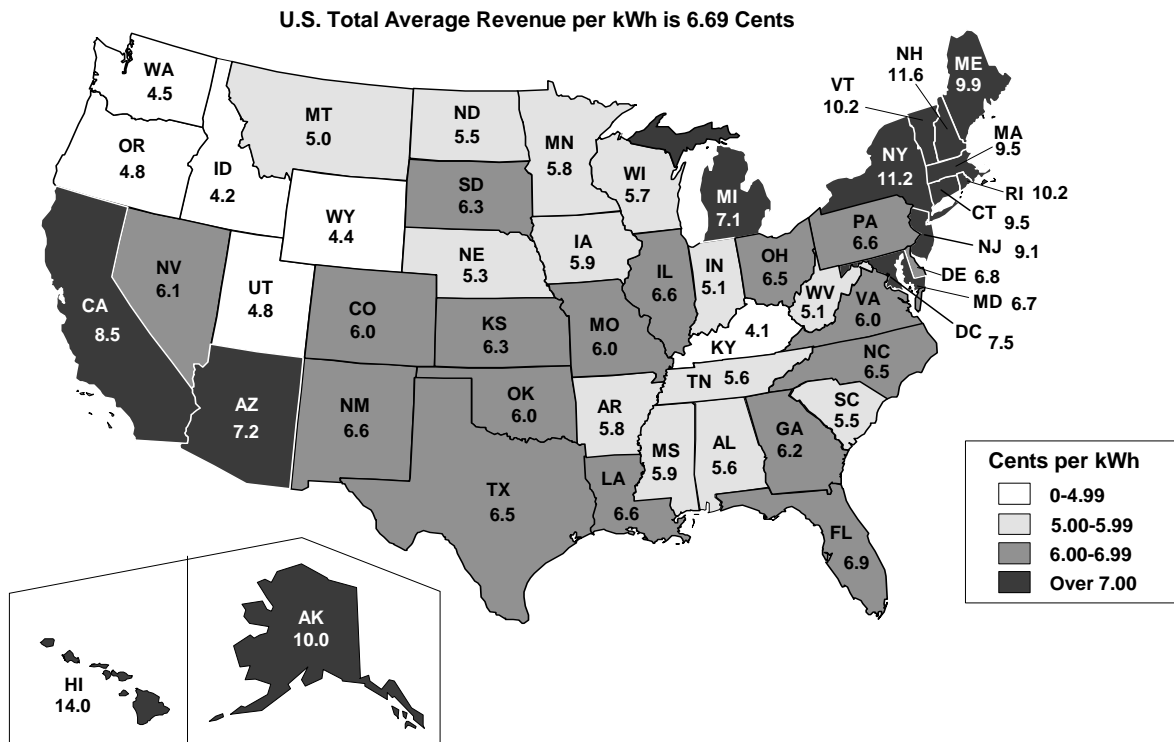 U.S. Total Average Revenue per kWh is 6.69 Cents
WA
4.5
OR
4.8
ID
4.2
MT
5.0
WY
4.4
ND
5.5
SD
6.3
NE
5.3
MN
5.8
WI
5.7
IA
5.9
MI
7.1
VT
10.2
NH
11.6
ME
9.9
MA
9.5
NY
11.2
RI 10.2
CT
9.5
NJ 9.1
PA
6.6
DE 6.8
MD 6.7
DC 7.5
CA
8.5
NV
6.1
UT
4.8
CO
6.0
KS
6.3
MO
6.0
IL
6.6
IN
5.1
OH
6.5
WV
5.1
VA
6.0
4.1
KY
NC
6.5
TN 5.6
SC
5.5
AZ
7.2
NM
6.6
OK
6.0
AR
5.8
MS
5.9
AL
5.6
GA
6.2
TX
6.5
LA
6.6
FL
6.9
HI
14.0
AK
10.0
Cents per kWh
0-4.99
5.00-5.99
6.00-6.99
Over 7.00